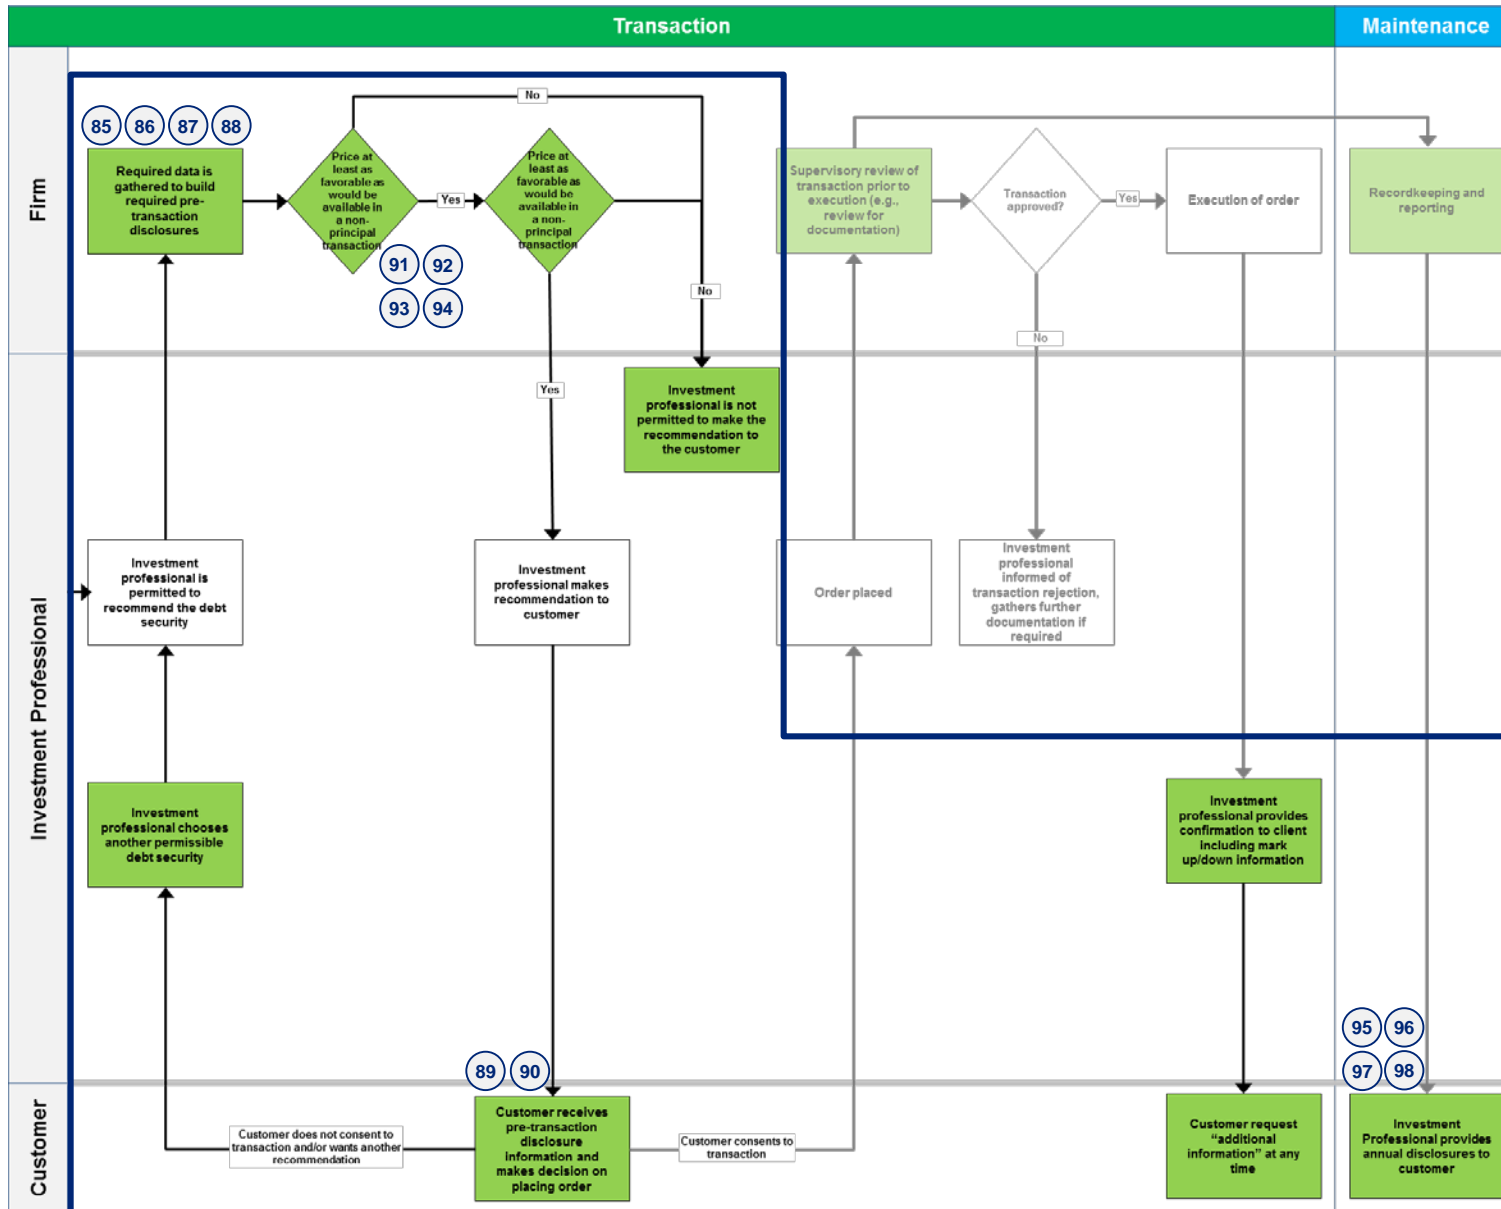 Transaction
Maintenance
Firm
Investment Professional
Customer
85
86
87
88
Required data is
gathered to build
required pre-
transaction
disclosures
Price at
least as
favorable as
would be
available in
a non-
principal
transaction
No
Yes
Price at
least as
favorable as
would be
available in
a non-
principal
transaction
91
92
93
94
No
Yes
Investment
professional is not
permitted to make the
recommendation to
the customer
Supervisory review of
transaction prior to
execution (e.g.,
review for
documentation)
Transaction
approved?
Yes
Execution of order
Recordkeeping and
reporting
No
Investment
professional is
permitted to
recommend the debt
security
Investment
professional makes
recommendation to
customer
Order placed
Investment
professional
informed of
transaction rejection,
gathers further
documentation if
required
Investment
professional chooses
another permissible
debt security
Investment
professional provides
confirmation to client
including mark
up/down information
95
96
97
98
89
90
Customer does not consent to
transaction and/or wants another
recommendation
Customer receives
pre-transaction
disclosure
information and
makes decision on
placing order
Customer consents to
transaction
Customer request
“additional
information” at any
time
Investment
Professional provides
annual disclosures to
customer